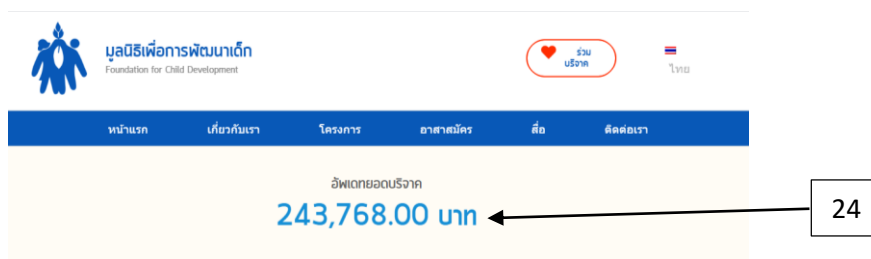 มูลนิธิเพื่อการพัฒนาเด็ก
Foundation for Child Development
ร่วม
บริจาค
ไทย
หน้าแรก เกี่ยวกับเรา โครงการ อาสาสมัคร สื่อ ติดต่อเรา
อัพเดทยอดบริจาค
243,768.00 บาท
24